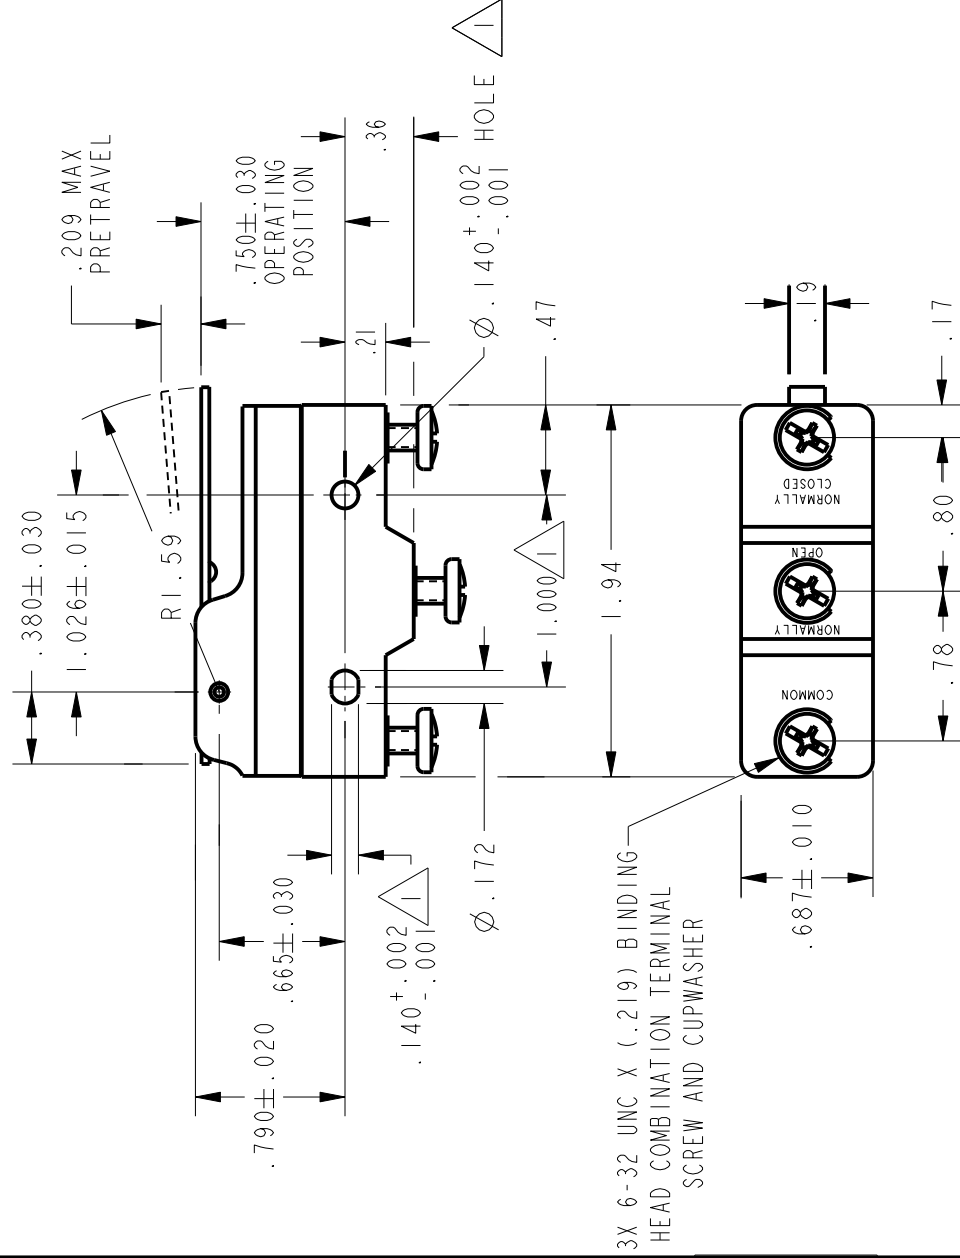 .209 MAX
PRETRAVEL
.750±.030
OPERATING
POSITION
.36
Ø.140 +.002 HOLE
-.001
1
.21
.47
.380±.030
1.026±.015
R1.59
1.000
1
1.94
Ø.172
.140 +.002
-.001
1
.665±.030
.790±.020
3X 6-32 UNC X (.219) BINDING
HEAD COMBINATION TERMINAL
SCREW AND CUPWASHER
.687±.010
.19
.17
.80
.78
NORMALLY
CLOSED
OPEN
NORMALLY
COMMON